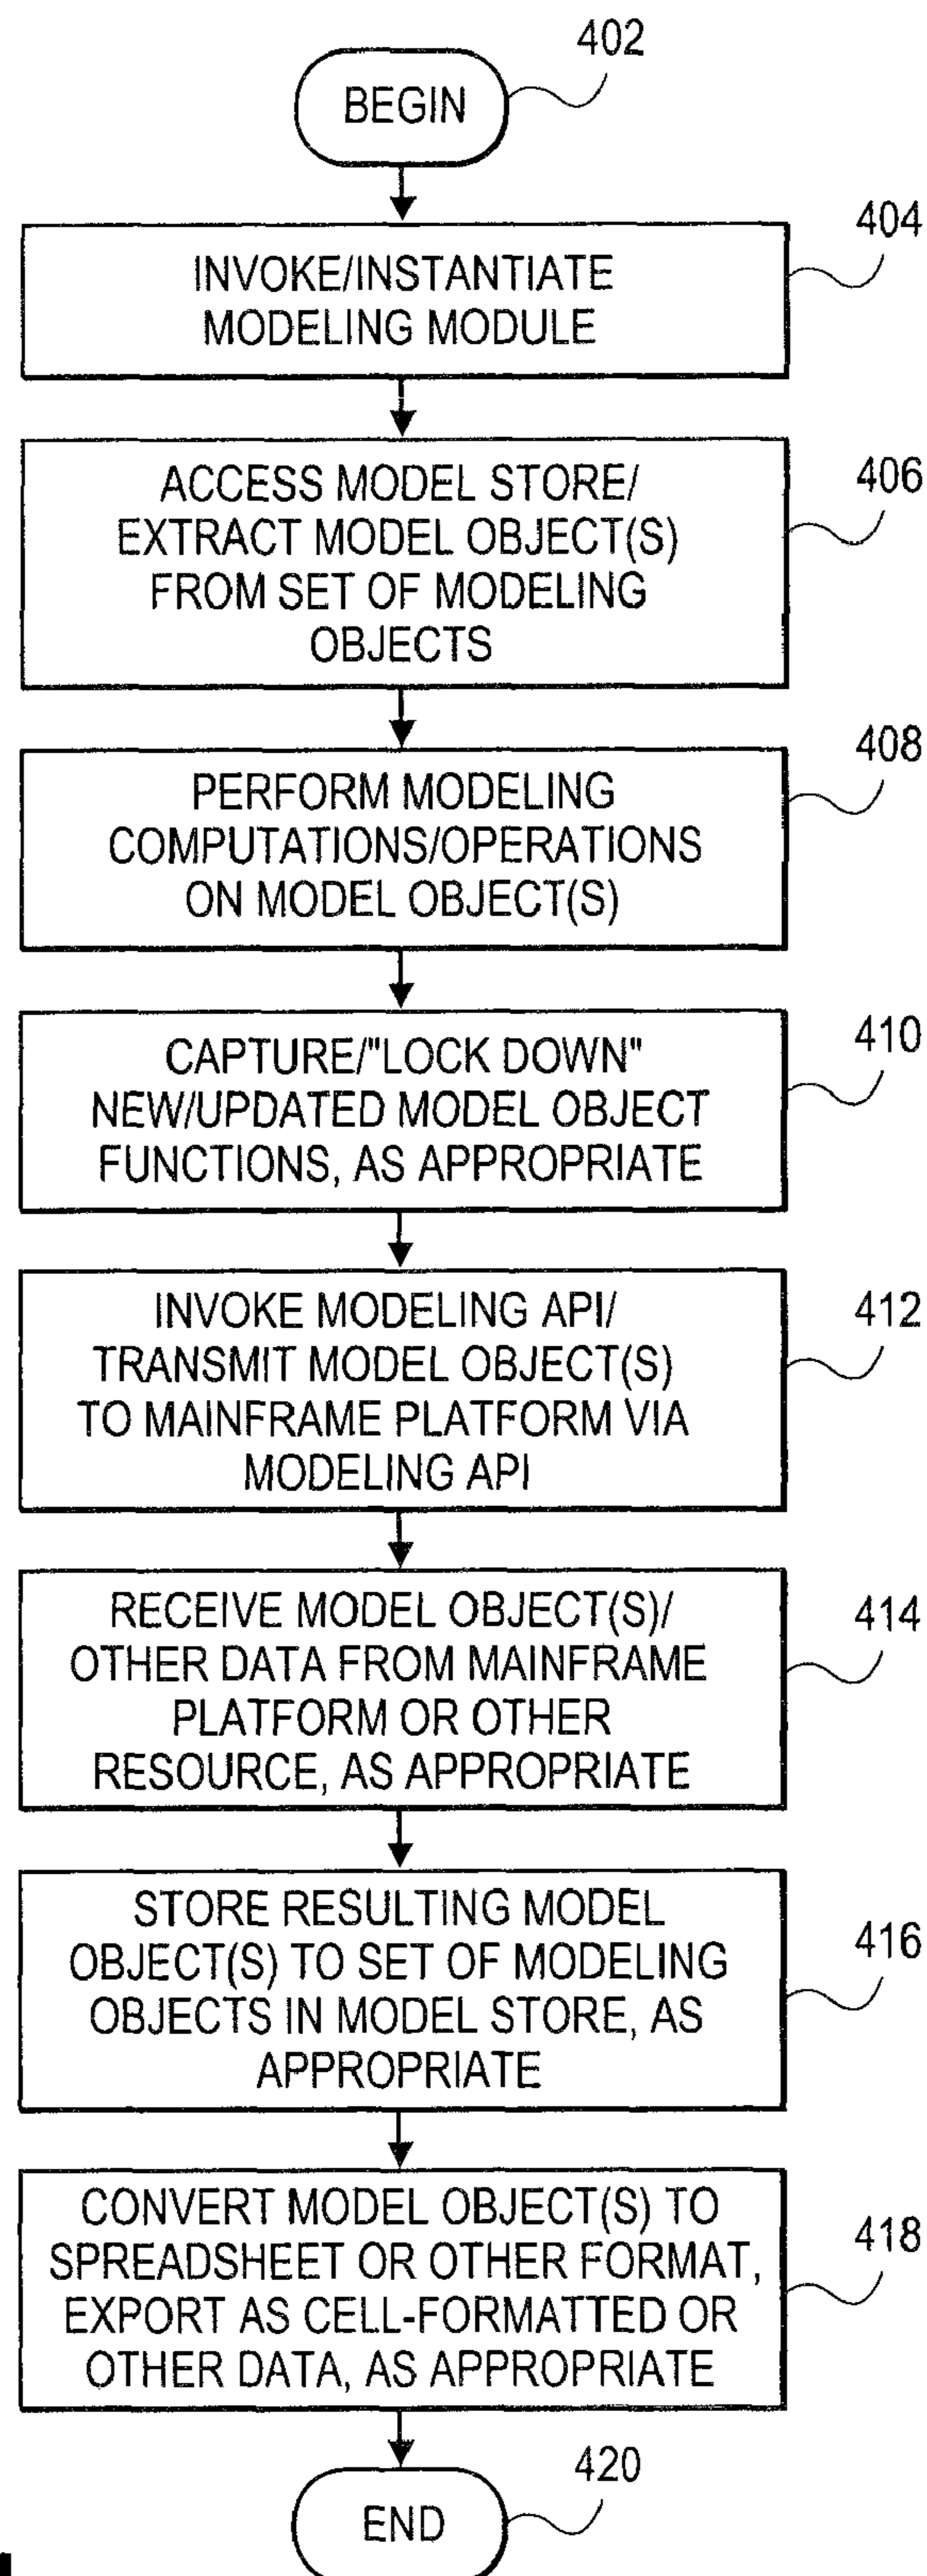 402
BEGIN
404
INVOKE/INSTANTIATE
MODELING MODULE
406
ACCESS MODEL STORE/
EXTRACT MODEL OBJECT(S)
FROM SET OF MODELING
OBJECTS
408
PERFORM MODELING
COMPUTATIONS/OPERATIONS
ON MODEL OBJECT(S)
410
CAPTURE/"LOCK DOWN"
NEW/UPDATED MODEL OBJECT
FUNCTIONS, AS APPROPRIATE
412
INVOKE MODELING API/
TRANSMIT MODEL OBJECT(S)
TO MAINFRAME PLATFORM VIA
MODELING API
414
RECEIVE MODEL OBJECT(S)/
OTHER DATA FROM MAINFRAME
PLATFORM OR OTHER
RESOURCE, AS APPROPRIATE
416
STORE RESULTING MODEL
OBJECT(S) TO SET OF MODELING
OBJECTS IN MODEL STORE, AS
APPROPRIATE
418
CONVERT MODEL OBJECT(S) TO
SPREADSHEET OR OTHER FORMAT,
EXPORT AS CELL-FORMATTED OR
OTHER DATA, AS APPROPRIATE
420
END